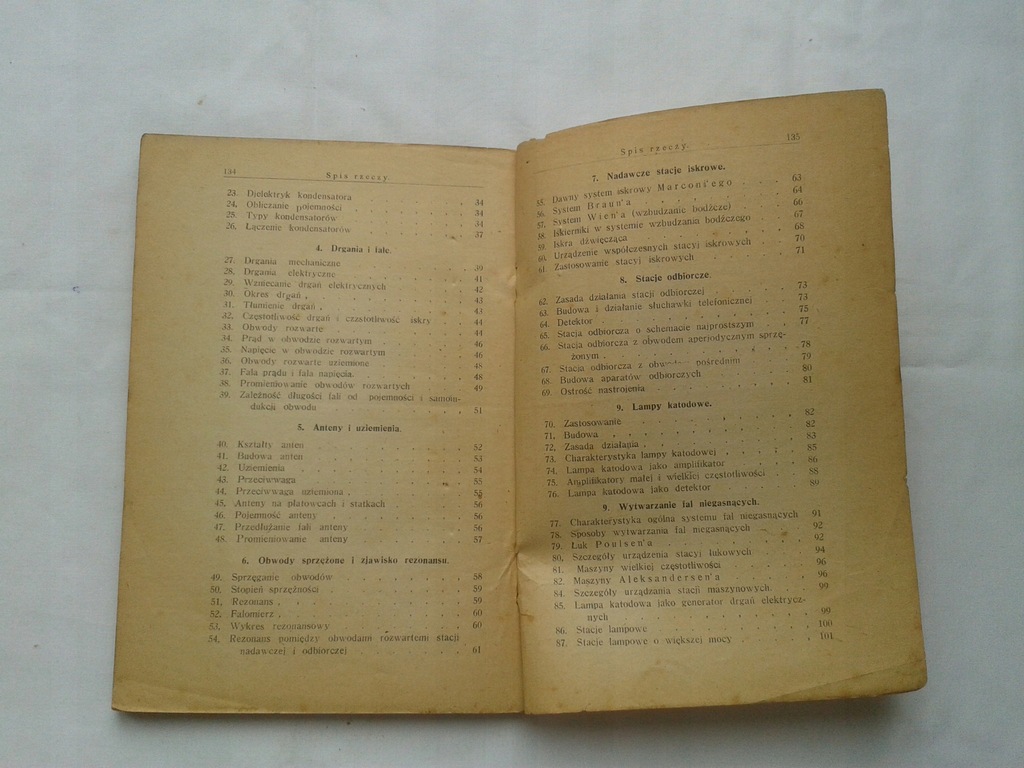 134
Spis rzeczy.
23. Djelektryk kondensatora 34
24. Obliczanie pojemności 34
25. Typy kondensatorów 34
26. Łączenie kondensatorów 37
4. Drgania i fale.
27. Drgania mechaniczne 39
28. Drgania elektryczne 41
29. Wzniecanie drgań elektrycznych 42
30. Okres drgań 43
31. Tłumienie drgań 43
32. Częstotliwość drgań i częstotliwość iskry 44
33. Obwody rozwarte 44
34. Prąd w obwodzie rozwartym 46
35. Napięcie w obwodzie rozwartym 46
36. Obwody rozwarte uziemione 48
37. Fala prądu i fala napięcia. 48
38. Promieniowanie obwodów rozwartych 49
39. Zależność długości fali od pojemności i samoin-
dukcji obwodu 51
5. Anteny i uziemienia.
40. Kształty anten 52
41. Budowa anten 53
42. Uziemienia 54
43. Przeciwwaga 55
44. Przeciwwaga uziemiona 55
45. Anteny na płatowcach i statkach 56
46. Pojemność anteny 56
47. Przedłużanie fali anteny 56
48. Promieniowanie anteny 57
6. Obwody sprzężone i zjawisko rezonansu.
49. Sprzęganie obwodów 58
50. Stopień sprzężności 59
51. Rezonans 59
52. Falomierz 60
53. Wykres rezonansowy 60
54. Rezonans pomiędzy obwodami rozwartemi stacji
nadawczej i odbiorczej 61
135
Spis rzeczy.
7. Nadawcze stacje iskrowe.
55. Dawny system iskrowy Marconi'ego 63
56. System Braun'a 64
57. System Wien'a (wzbudzanie bodźcze) 66
58. Iskierniki w systemie wzbudzania bodźczego 67
59. Iskra dźwięcząca 68
60. Urządzenie współczesnych stacyj iskrowych 70
61. Zastosowanie stacyj iskrowych 71
8. Stacje odbiorcze.
62. Zasada działania stacji odbiorczej 73
63. Budowa i działanie słuchawki telefonicznej 73
64. Detektor 75
65. Stacja odbiorcza o schemacie najprostszym 77
66. Stacja odbiorcza z obwodem aperjodycznym sprzę-
żonym 78
67. Stacja odbiorcza z pośrednim 79
68. Budowa aparatów odbiorczych 80
69. Ostrość nastrojenia 81
9. Lampy katodowe.
70. Zastosowanie 82
71. Budowa 82
72. Zasada działania 83
73. Charakterystyka lampy katodowej 85
74. Lampa katodowa jako amplifikator 86
75. Amplifikatory małej i wielkiej częstotliwości 88
76. Lampa katodowa jako detektor 89
9. Wytwarzanie fal niegasnących.
77. Charakterystyka ogólna systemu fal niegasnących 91
78. Sposoby wytwarzania fal niegasnących 92
79. Łuk Poulsen'a 92
80. Szczegóły urządzenia stacyj łukowych 94
81. Maszyny wielkiej częstotliwości 96
82. Maszyny Aleksandersen'a 96
84. Szczegóły urządzania stacji maszynowych 99
85. Lampa katodowa jako generator drgań elektrycz-
nych 99
86. Stacje lampowe 100
87. Stacje lampowe o większej mocy 101